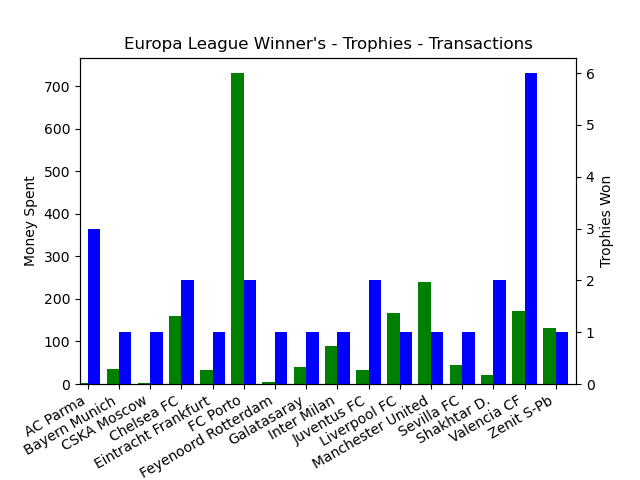 Europa League Winner's - Trophies - Transactions
Money Spent
700
600
500
400
300
200
100
0
6
5
4
3
2
1
0
Trophies Won
AC Parma
Bayern Munich
CSKA Moscow
Chelsea FC
Eintracht Frankfurt
FC Porto
Feyenoord Rotterdam
Galatasaray
Inter Milan
Juventus FC
Liverpool FC
Manchester United
Sevilla FC
Shakhtar D.
Valencia CF
Zenit S-Pb